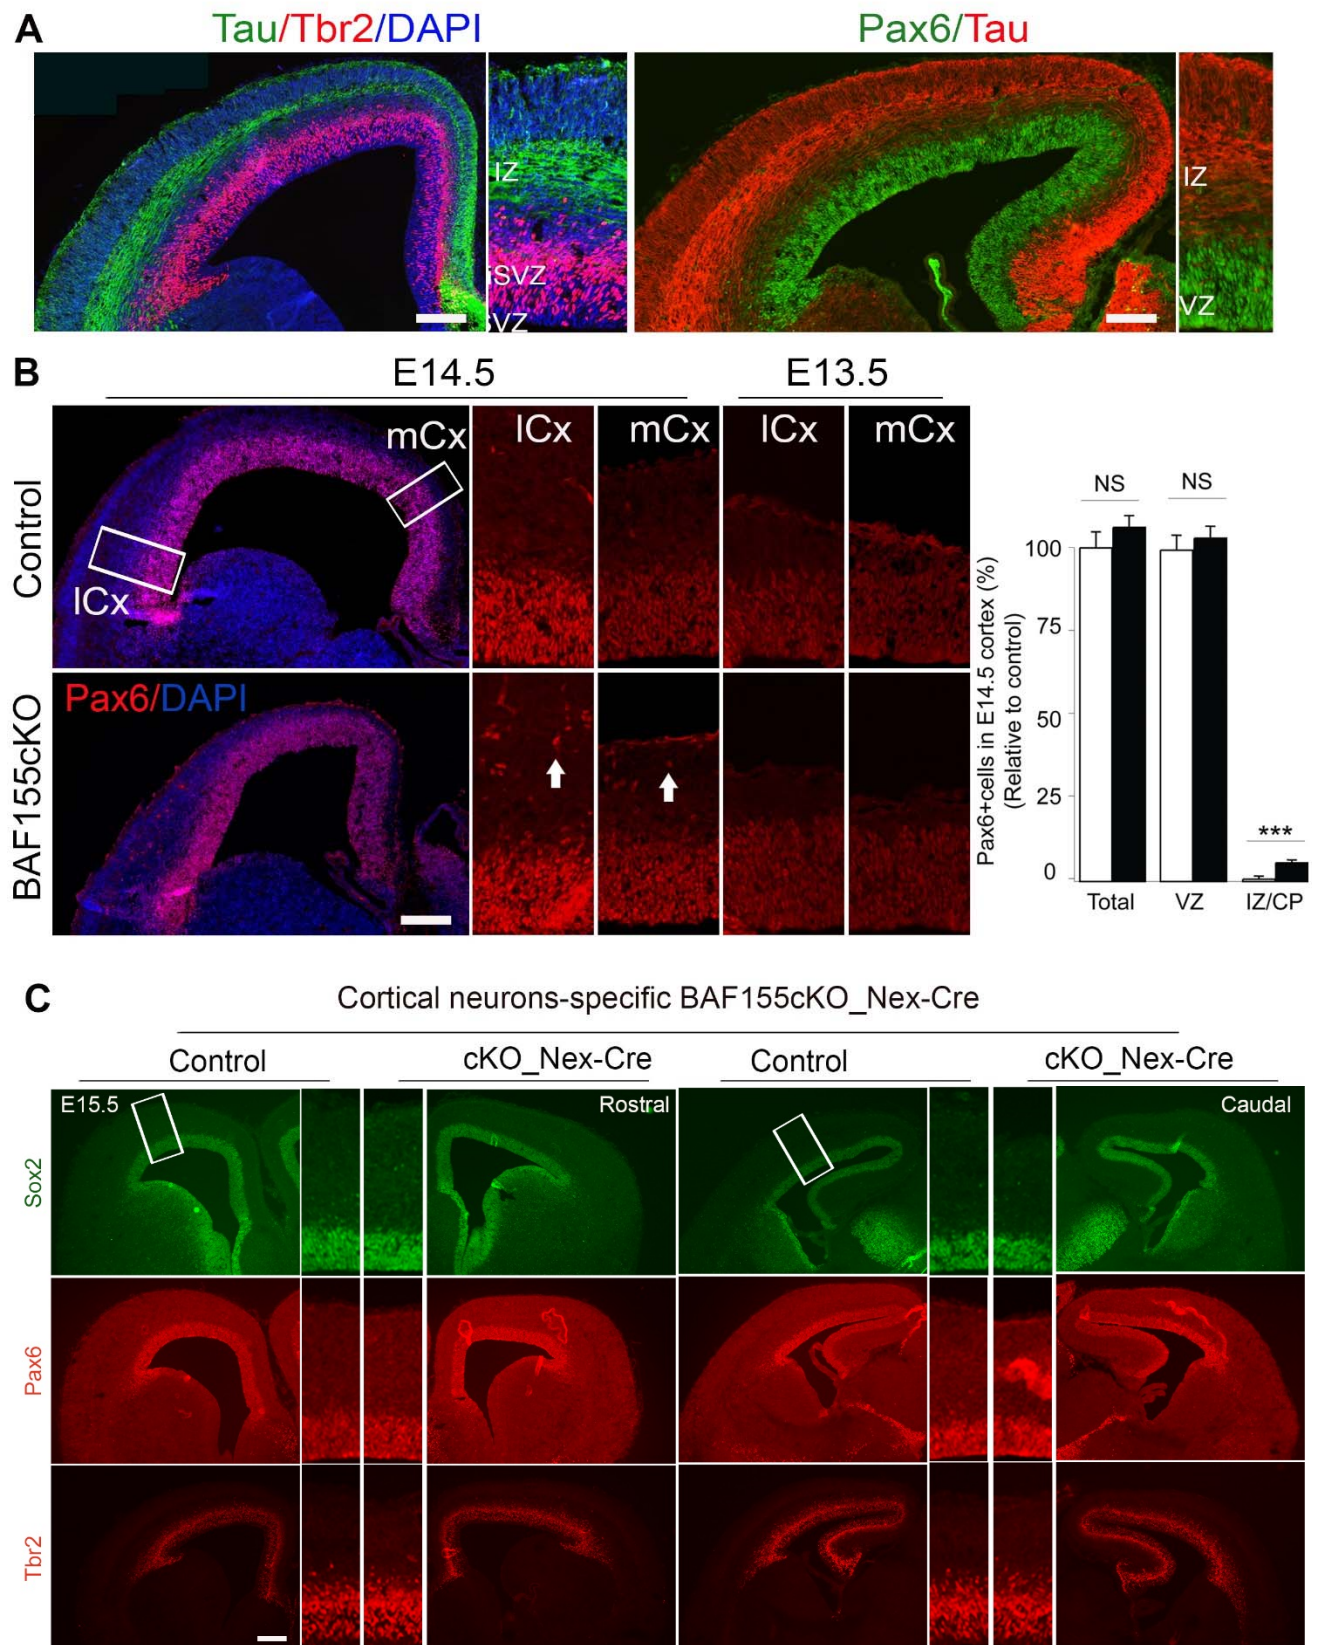 A
Tau/Tbr2/DAPI
Pax6/Tau
IZ
iSVZ
VZ
IZ
VZ
B
E14.5
E13.5
Control
BAF155cKO
mCx
lCx
lCx
mCx
lCx
mCx
Pax6/DAPI
Pax6+cells in E14.5 cortex (%)
(Relative to control)
100
75
50
25
0
NS
NS
***
Total
VZ
IZ/CP
C
Cortical neurons-specific BAF155cKO_Nex-Cre
Control
cKO_Nex-Cre
Control
cKO_Nex-Cre
E15.5
Rostral
Caudal
Sox2
Pax6
Tbr2